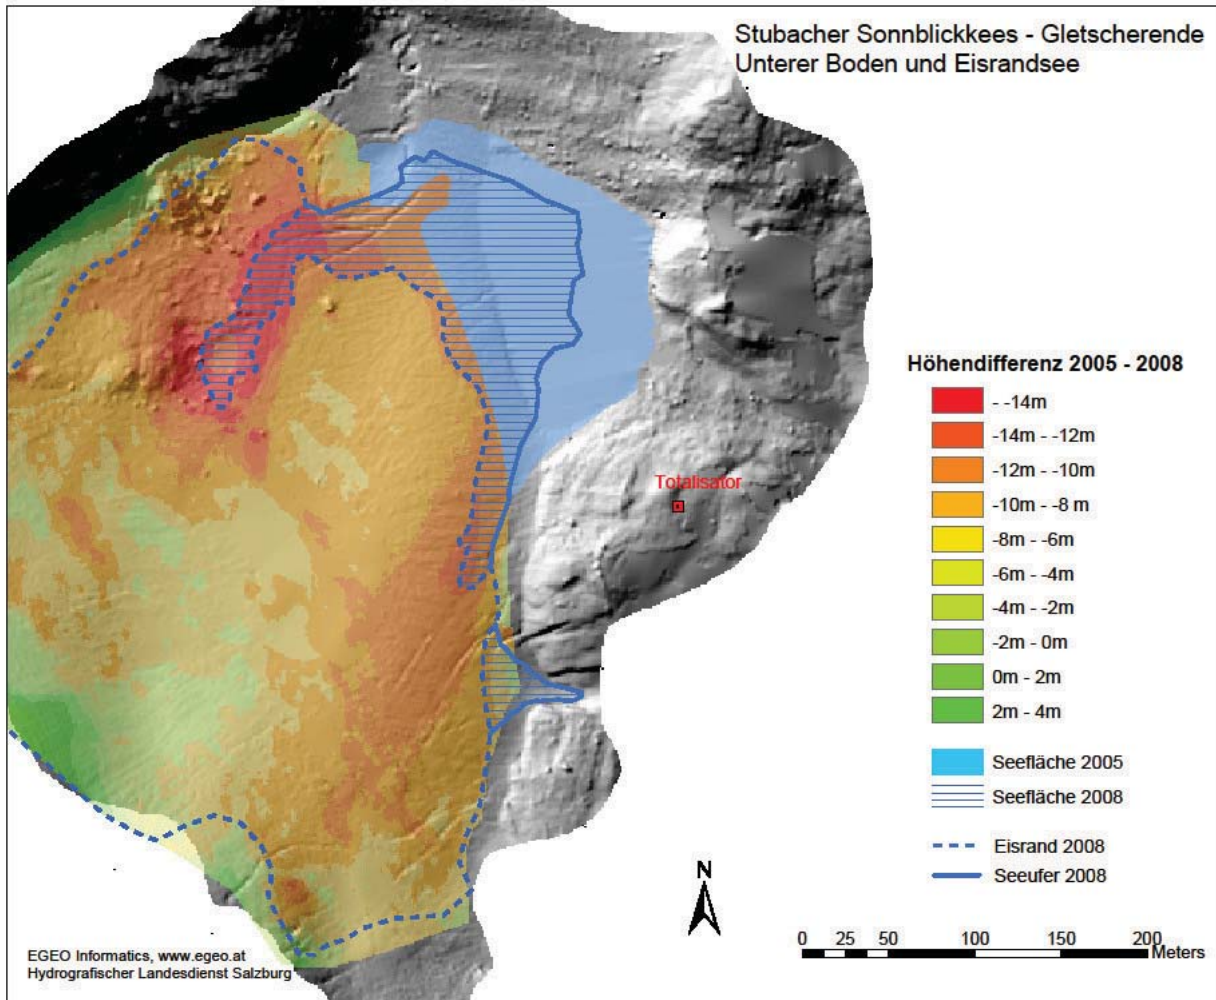 Stubacher Sonnblickkees - Gletscherende
Unterer Boden und Eisrandsee
Totalisator
Höhendifferenz 2005 - 2008
- -14m
-14m - -12m
-12m - -10m
-10m - -8 m
-8m - -6m
-6m - -4m
-4m - -2m
-2m - 0m
0m - 2m
2m - 4m
Seefläche 2005
Seefläche 2008
Eisrand 2008
Seeufer 2008
N
0 25 50 100 150 200
Meters
EGEO Informatics, www.egeo.at
Hydrografischer Landesdienst Salzburg